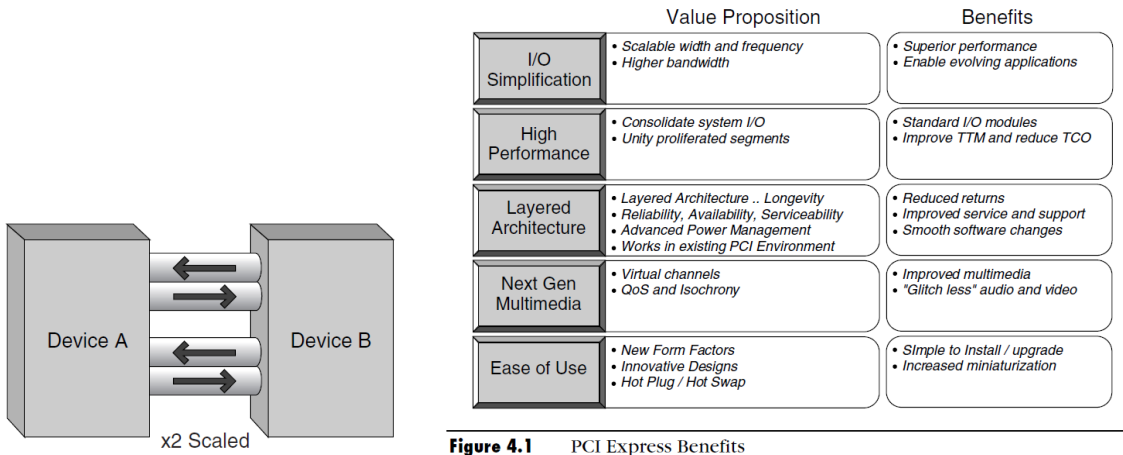 Device A
Device B
x2 Scaled
Value Proposition
Benefits
I/O
Simplification
• Scalable width and frequency
• Higher bandwidth
• Superior performance
• Enable evolving applications
High
Performance
• Consolidate system I/O
• Unity proliferated segments
• Standard I/O modules
• Improve TTM and reduce TCO
Layered
Architecture
• Layered Architecture .. Longevity
• Reliability, Availability, Serviceability
• Advanced Power Management
• Works in existing PCI Environment
• Reduced returns
• Improved service and support
• Smooth software changes
Next Gen
Multimedia
• Virtual channels
• QoS and Isochrony
• Improved multimedia
• "Glitch less" audio and video
Ease of Use
• New Form Factors
• Innovative Designs
• Hot Plug / Hot Swap
• SImple to Install / upgrade
• Increased miniaturization
Figure 4.1 PCI Express Benefits